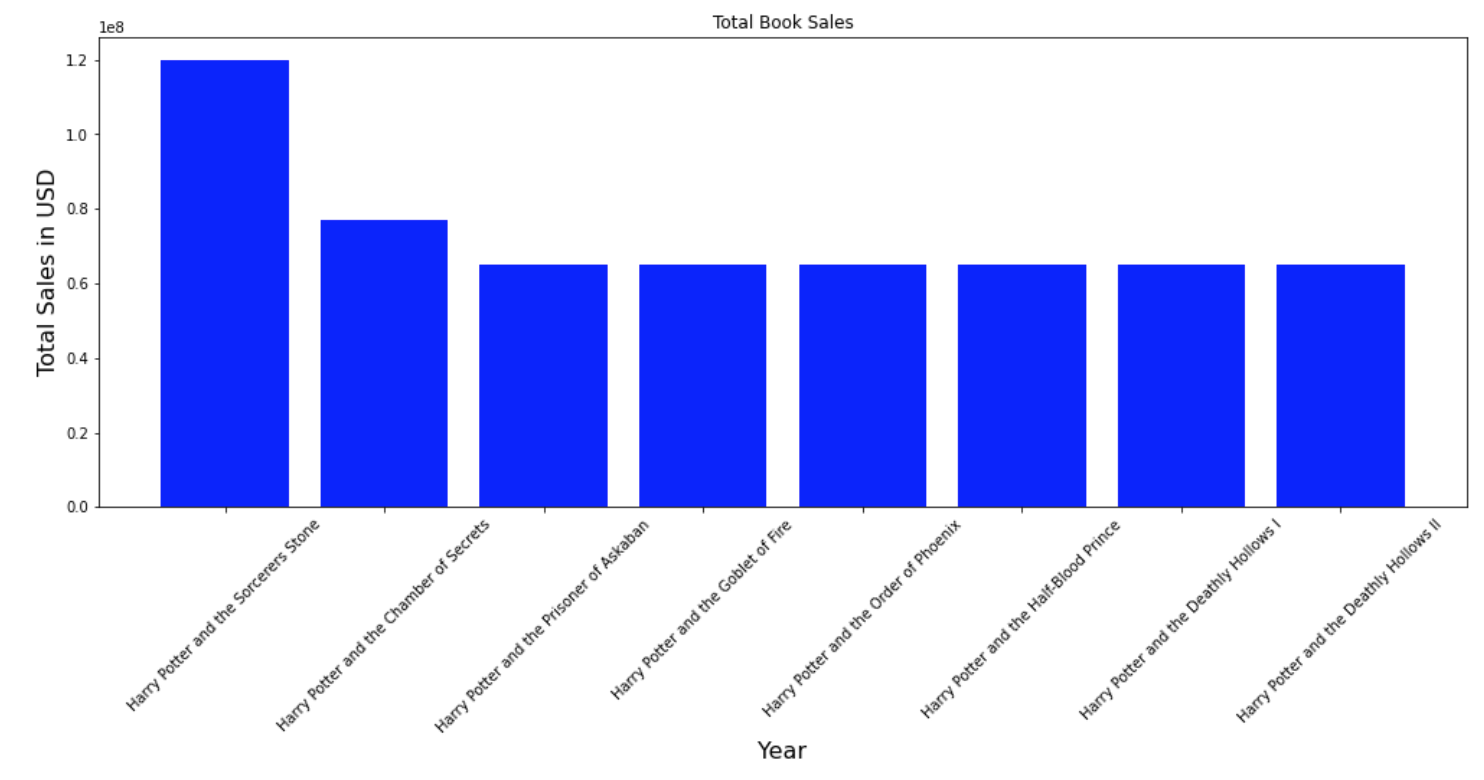 Total Book Sales
1e8
Total Sales in USD
1.2
1.0
0.8
0.6
0.4
0.2
0.0
Harry Potter and the Sorcerers Stone
Harry Potter and the Chamber of Secrets
Harry Potter and the Prisoner of Askaban
Harry Potter and the Goblet of Fire
Harry Potter and the Order of Phoenix
Harry Potter and the Half-Blood Prince
Harry Potter and the Deathly Hollows I
Harry Potter and the Deathly Hollows II
Year